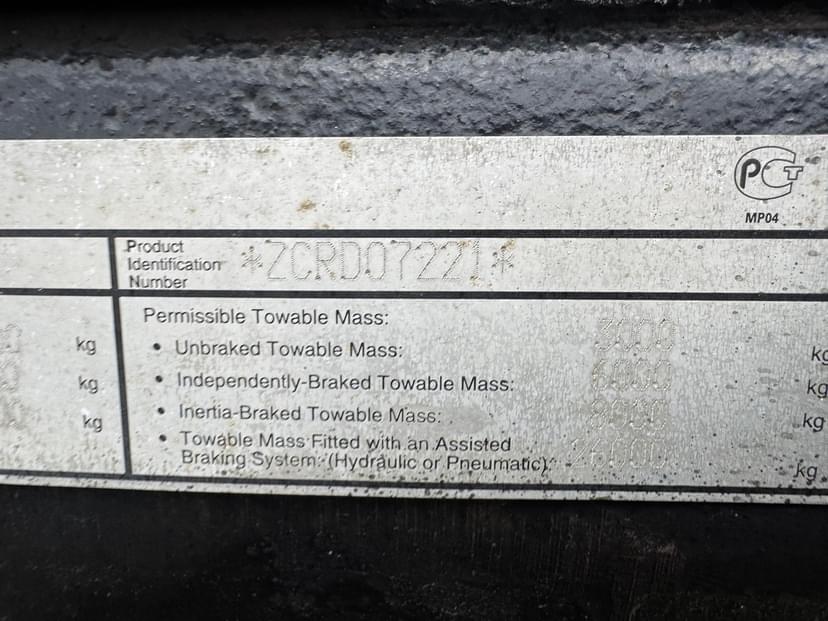 PCT
MP04
Product
Identification
Number
*ZCRD07221*
Permissible Towable Mass:
kg
• Unbraked Towable Mass: 3000 kg
kg
• Independently-Braked Towable Mass: 6000 kg
kg
• Inertia-Braked Towable Mass: 8000 kg
• Towable Mass Fitted with an Assisted
Braking System: (Hydraulic or Pneumatic): kg